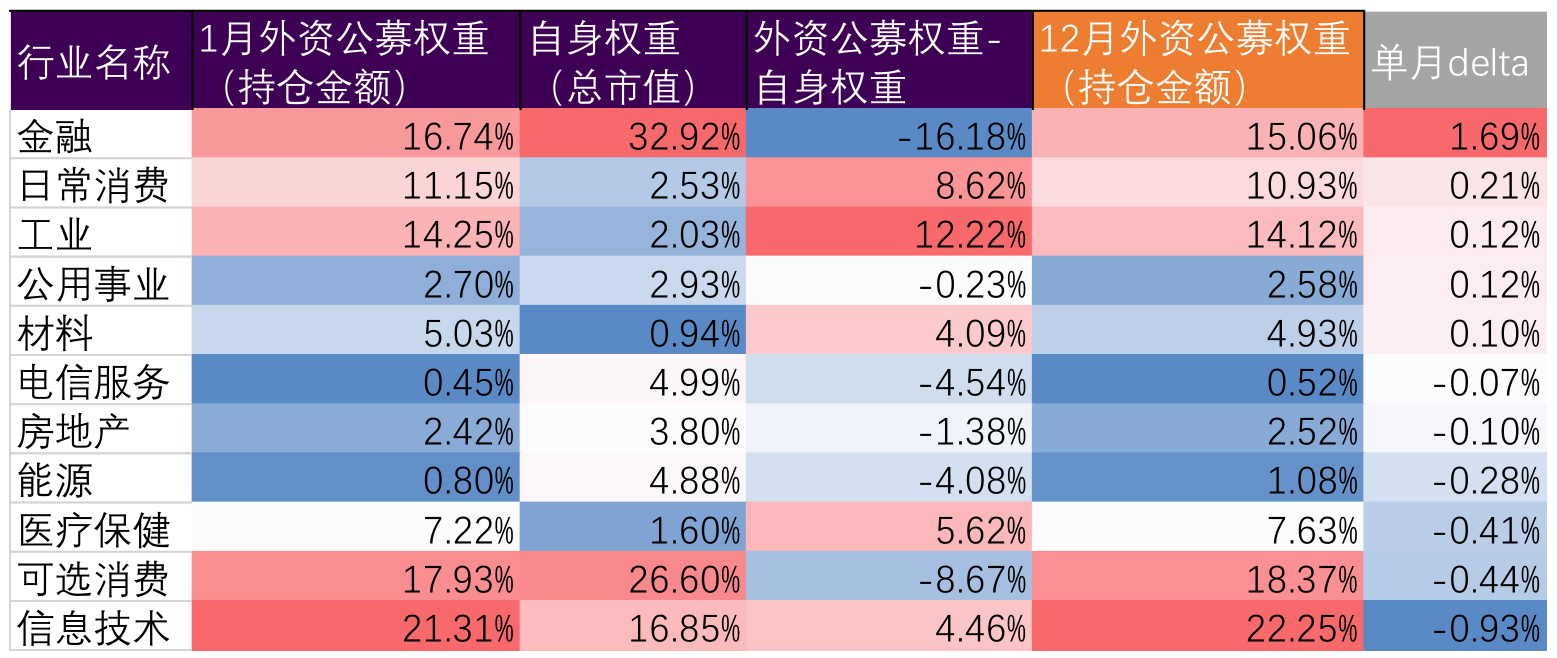 行业名称 1月外资公募权重（持仓金额） 自身权重（总市值） 外资公募权重-自身权重 12月外资公募权重（持仓金额） 单月delta
金融 16.74% 32.92% -16.18% 15.06% 1.69%
日常消费 11.15% 2.53% 8.62% 10.93% 0.21%
工业 14.25% 2.03% 12.22% 14.12% 0.12%
公用事业 2.70% 2.93% -0.23% 2.58% 0.12%
材料 5.03% 0.94% 4.09% 4.93% 0.10%
电信服务 0.45% 4.99% -4.54% 0.52% -0.07%
房地产 2.42% 3.80% -1.38% 2.52% -0.10%
能源 0.80% 4.88% -4.08% 1.08% -0.28%
医疗保健 7.22% 1.60% 5.62% 7.63% -0.41%
可选消费 17.93% 26.60% -8.67% 18.37% -0.44%
信息技术 21.31% 16.85% 4.46% 22.25% -0.93%